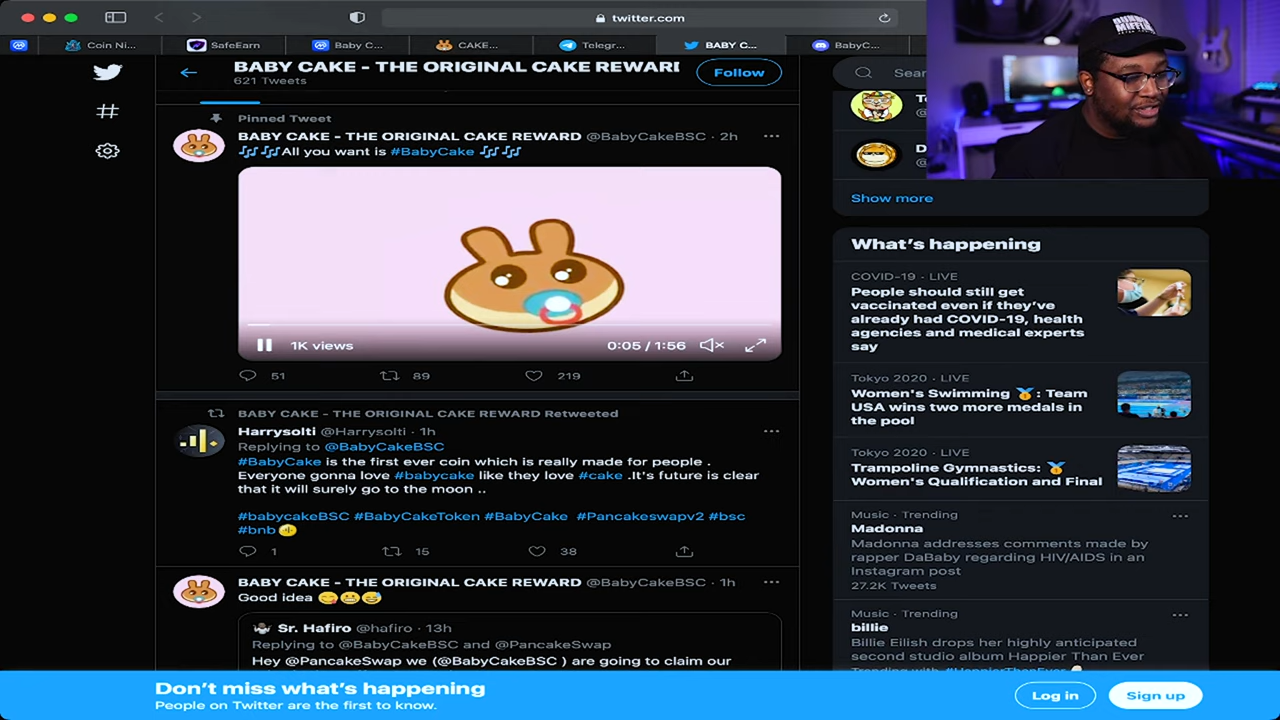 twitter.com
Coin Ni...
SafeEarn
Baby C...
CAKE...
Telegr...
BABY C...
BabyC...
BABY CAKE - THE ORIGINAL CAKE REWARI
621 Tweets
Follow
Sear
Pinned Tweet
BABY CAKE - THE ORIGINAL CAKE REWARD @BabyCakeBSC · 2h
🎶🎶All you want is #BabyCake 🎶🎶
1K views
0:05 / 1:56
51
89
219
BABY CAKE - THE ORIGINAL CAKE REWARD Retweeted
Harrysolti @Harrysolti · 1h
Replying to @BabyCakeBSC
#BabyCake is the first ever coin which is really made for people .
Everyone gonna love #babycake like they love #cake .It's future is clear
that it will surely go to the moon ..
#babycakeBSC #BabyCakeToken #BabyCake #Pancakeswapv2 #bsc
#bnb
1
15
38
BABY CAKE - THE ORIGINAL CAKE REWARD @BabyCakeBSC · 1h
Good idea 😋😬😅
Sr. Hafiro @hafiro · 13h
Replying to @BabyCakeBSC and @PancakeSwap
Hey @PancakeSwap we (@BabyCakeBSC ) are going to claim our
Show more
What's happening
COVID-19 · LIVE
People should still get
vaccinated even if they've
already had COVID-19, health
agencies and medical experts
say
Tokyo 2020 · LIVE
Women's Swimming 🥇: Team
USA wins two more medals in
the pool
Tokyo 2020 · LIVE
Trampoline Gymnastics: 🥇
Women's Qualification and Final
Music · Trending
Madonna
Madonna addresses comments made by
rapper DaBaby regarding HIV/AIDS in an
Instagram post
27.2K Tweets
Music · Trending
billie
Billie Eilish drops her highly anticipated
second studio album Happier Than Ever
Trending with #HappierThanEver
Don't miss what's happening
People on Twitter are the first to know.
Log in
Sign up
DUNDER
MIFFLIN